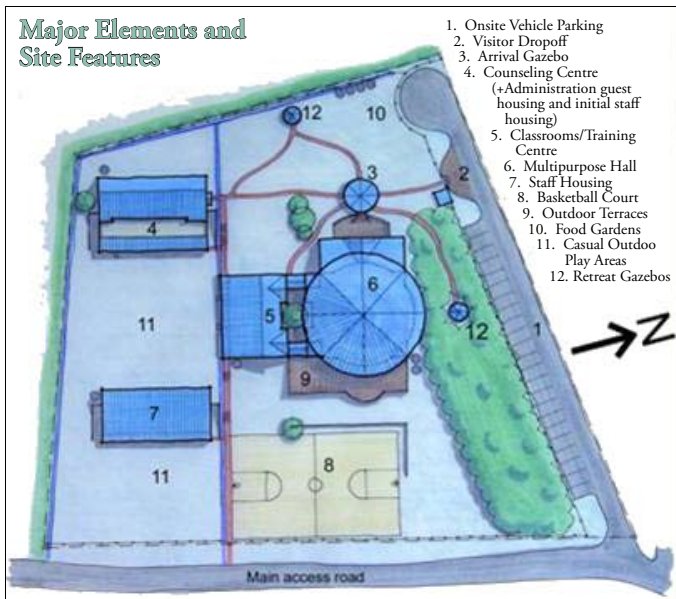 Major Elements and
Site Features
1. Onsite Vehicle Parking
2. Visitor Dropoff
3. Arrival Gazebo
4. Counseling Centre
(+Administration guest
housing and initial staff
housing)
5. Classrooms/Training
Centre
6. Multipurpose Hall
7. Staff Housing
8. Basketball Court
9. Outdoor Terraces
10. Food Gardens
11. Casual Outdoo
Play Areas
12. Retreat Gazebos
12
10
3
2
4
6
5
11
12
1
N
9
7
8
11
Main access road